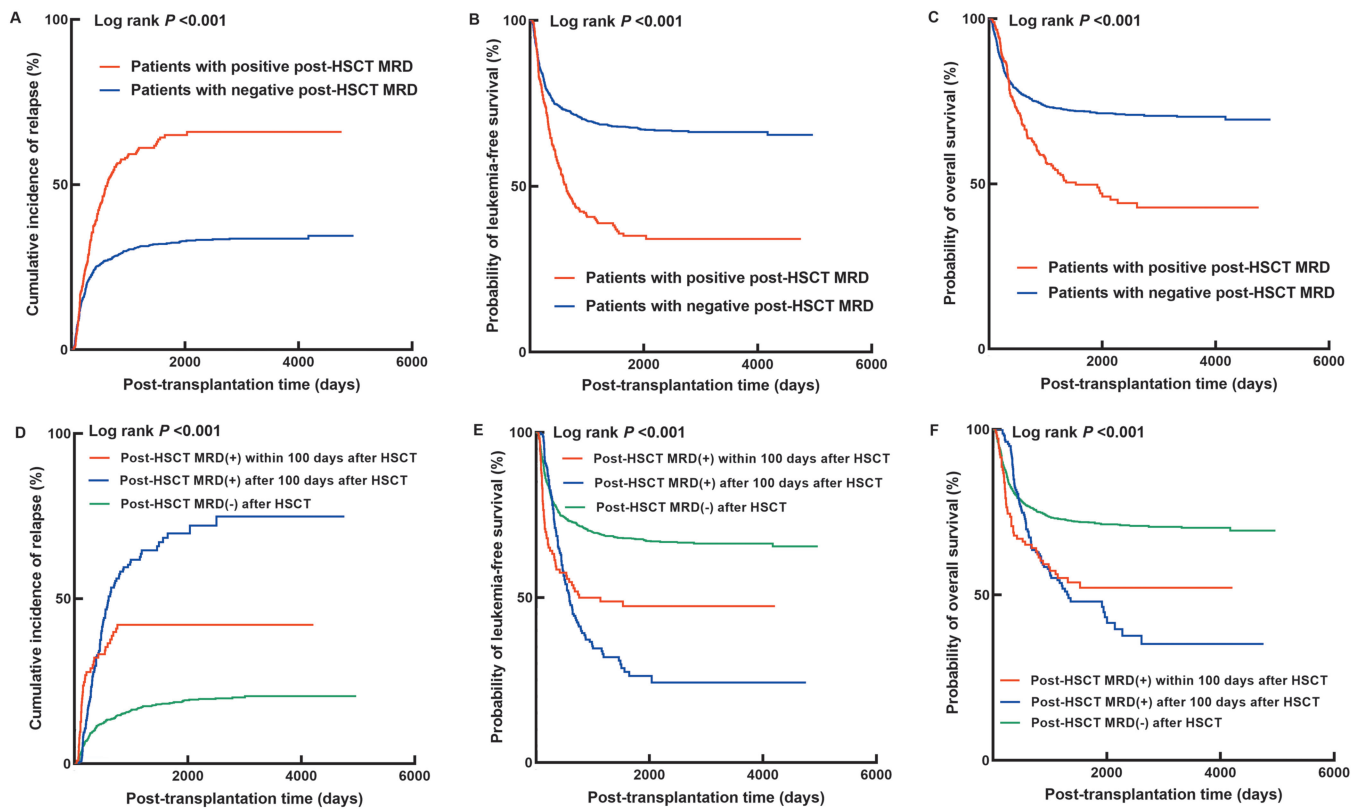 A
Log rank P <0.001
Cumulative incidence of relapse (%)
100
50
0
Patients with positive post-HSCT MRD
Patients with negative post-HSCT MRD
2000 4000 6000
Post-transplantation time (days)
B
Log rank P <0.001
Probability of leukemia-free survival (%)
100
50
0
Patients with positive post-HSCT MRD
Patients with negative post-HSCT MRD
2000 4000 6000
Post-transplantation time (days)
C
Log rank P <0.001
Probability of overall survival (%)
100
50
0
Patients with positive post-HSCT MRD
Patients with negative post-HSCT MRD
2000 4000 6000
Post-transplantation time (days)
D
Log rank P <0.001
Cumulative incidence of relapse (%)
100
50
0
Post-HSCT MRD(+) within 100 days after HSCT
Post-HSCT MRD(+) after 100 days after HSCT
Post-HSCT MRD(-) after HSCT
2000 4000 6000
Post-transplantation time (days)
E
Log rank P <0.001
Probability of leukemia-free survival (%)
100
50
0
Post-HSCT MRD(+) within 100 days after HSCT
Post-HSCT MRD(+) after 100 days after HSCT
Post-HSCT MRD(-) after HSCT
2000 4000 6000
Post-transplantation time (days)
F
Log rank P <0.001
Probability of overall survival (%)
100
50
0
Post-HSCT MRD(+) within 100 days after HSCT
Post-HSCT MRD(+) after 100 days after HSCT
Post-HSCT MRD(-) after HSCT
2000 4000 6000
Post-transplantation time (days)